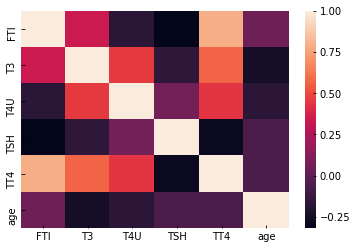 FTI
T3
T4U
TSH
TT4
age
FTI T3 T4U TSH TT4 age
1.00
0.75
0.50
0.25
0.00
−0.25